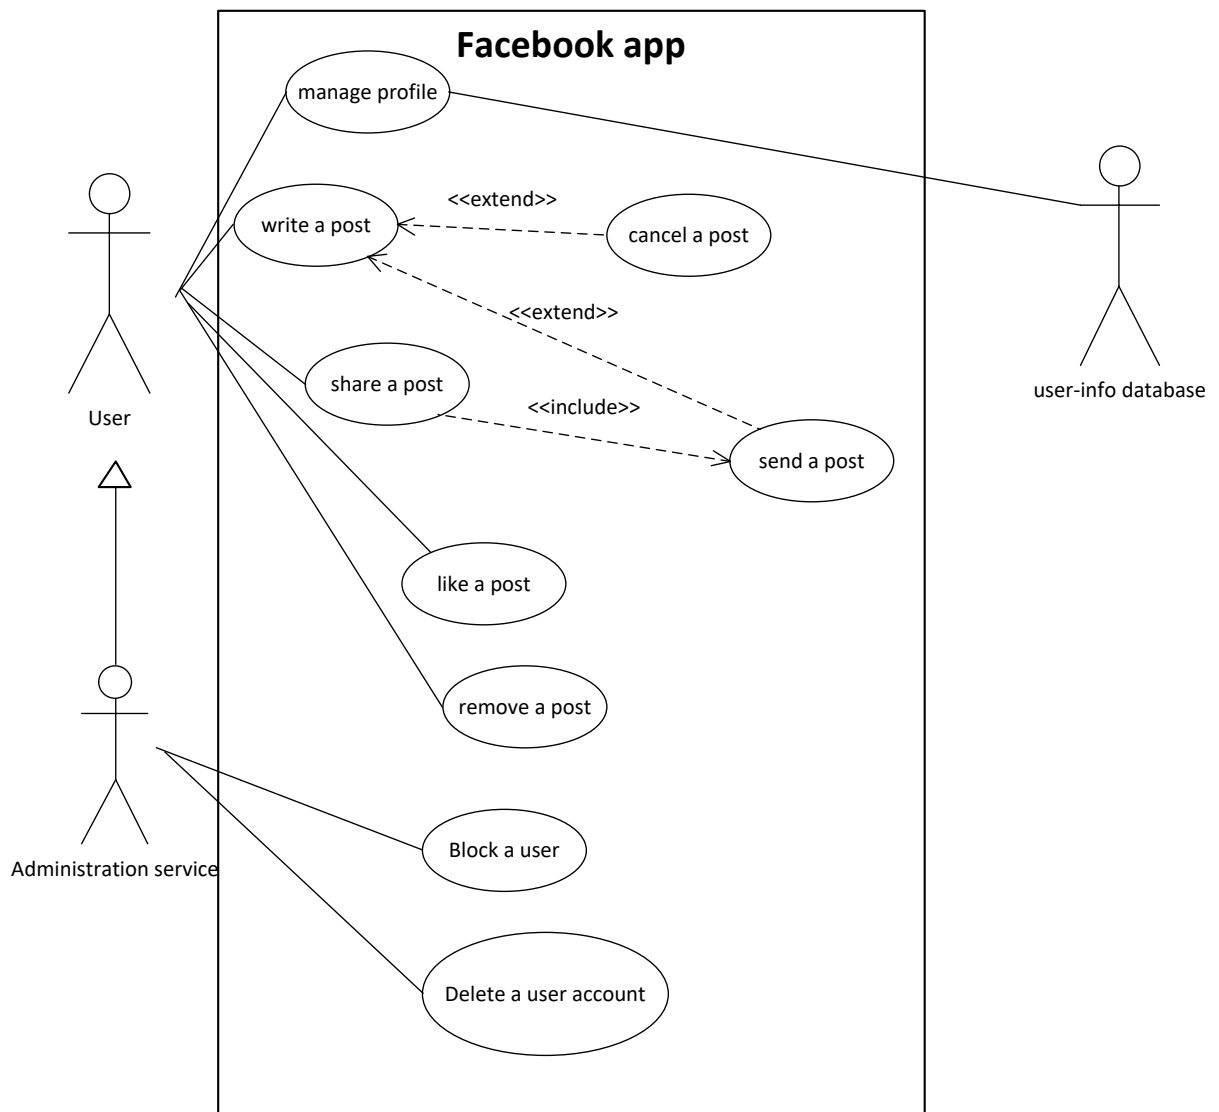 Facebook app
manage profile
<<extend>>
write a post
cancel a post
<<extend>>
share a post
<<include>>
user-info database
User
send a post
like a post
remove a post
Block a user
Administration service
Delete a user account